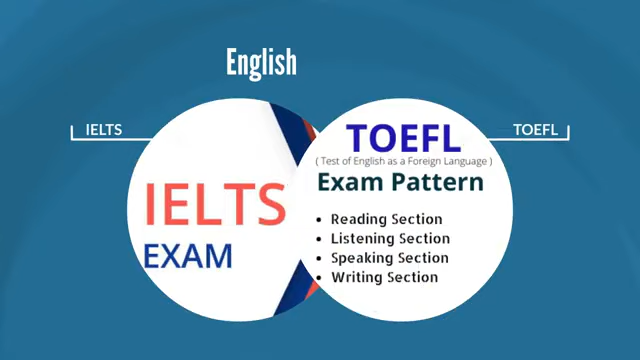 English
IELTS
TOEFL
IELTS
EXAM
TOEFL
( Test of English as a Foreign Language )
Exam Pattern
• Reading Section
• Listening Section
• Speaking Section
• Writing Section